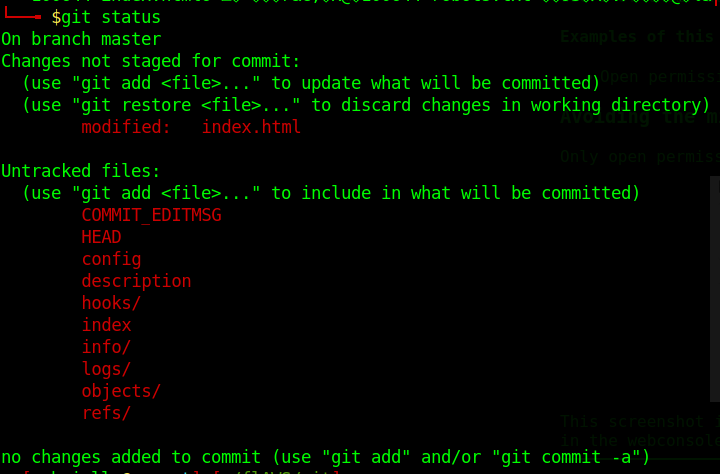 $git status
On branch master
Changes not staged for commit:
(use "git add <file>..." to update what will be committed)
(use "git restore <file>..." to discard changes in working directory)
modified: index.html
Untracked files:
(use "git add <file>..." to include in what will be committed)
COMMIT_EDITMSG
HEAD
config
description
hooks/
index
info/
logs/
objects/
refs/
no changes added to commit (use "git add" and/or "git commit -a")
Examples of this
Open
Avoiding the
Only open
This screenshot
in the